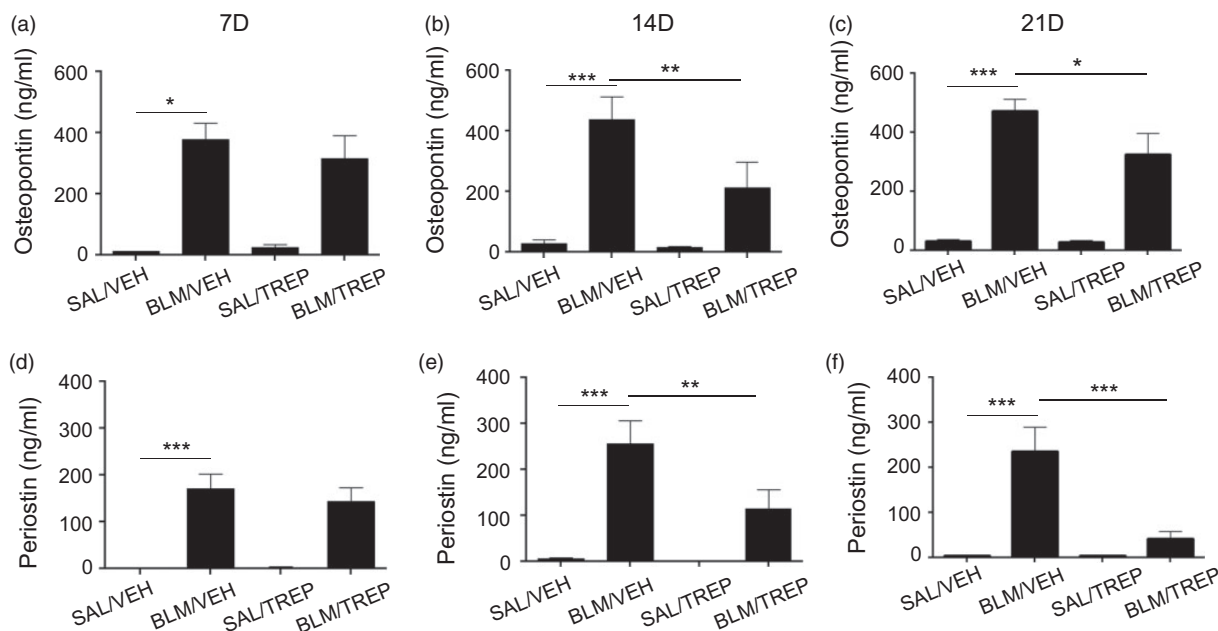 (a) 7D
(b) 14D
(c) 21D
Osteopontin (ng/ml)
600
400
200
0
*
SAL/VEH
BLM/VEH
SAL/TREP
BLM/TREP
Osteopontin (ng/ml)
600
400
200
0
*** **
SAL/VEH
BLM/VEH
SAL/TREP
BLM/TREP
Osteopontin (ng/ml)
600
400
200
0
*** *
SAL/VEH
BLM/VEH
SAL/TREP
BLM/TREP
(d)
Periostin (ng/ml)
400
300
200
100
0
***
SAL/VEH
BLM/VEH
SAL/TREP
BLM/TREP
(e)
Periostin (ng/ml)
400
300
200
100
0
*** **
SAL/VEH
BLM/VEH
SAL/TREP
BLM/TREP
(f)
Periostin (ng/ml)
400
300
200
100
0
*** ***
SAL/VEH
BLM/VEH
SAL/TREP
BLM/TREP